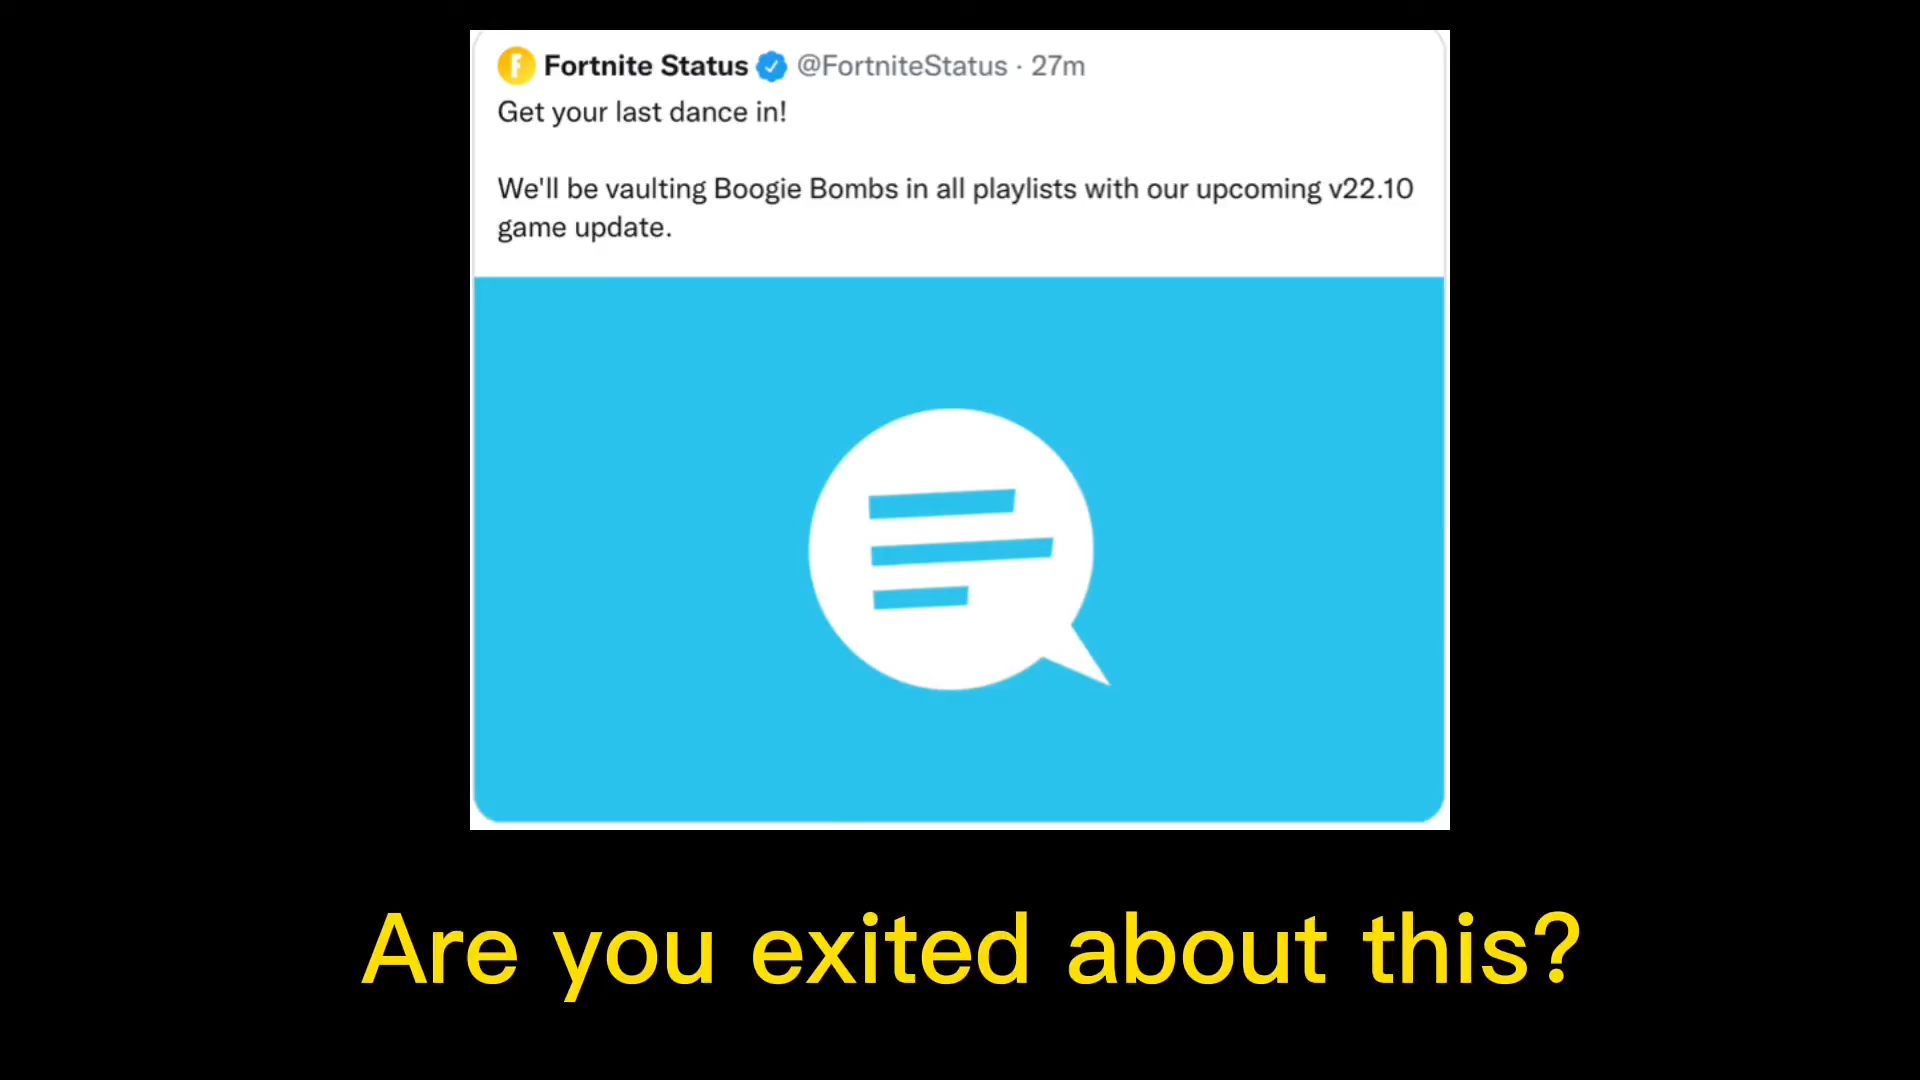 Fortnite Status @FortniteStatus · 27m
Get your last dance in!
We'll be vaulting Boogie Bombs in all playlists with our upcoming v22.10
game update.
Are you exited about this?